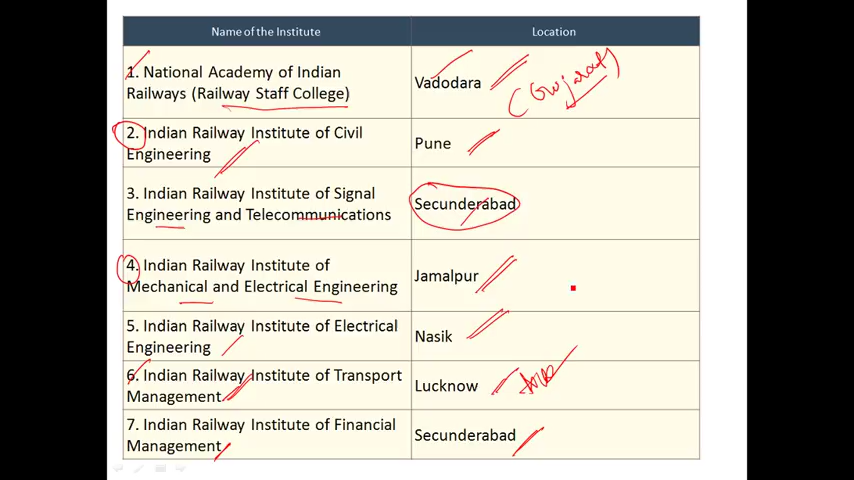 Name of the Institute
Location
1. National Academy of Indian
Railways (Railway Staff College)
Vadodara
(Gujarat)
2. Indian Railway Institute of Civil
Engineering
Pune
3. Indian Railway Institute of Signal
Engineering and Telecommunications
Secunderabad
4. Indian Railway Institute of
Mechanical and Electrical Engineering
Jamalpur
5. Indian Railway Institute of Electrical
Engineering
Nasik
6. Indian Railway Institute of Transport
Management
Lucknow
7. Indian Railway Institute of Financial
Management
Secunderabad